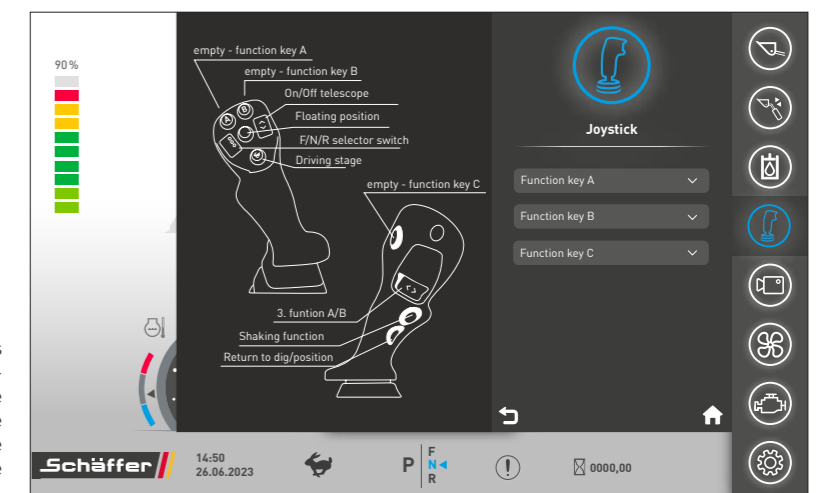 90%
empty - function key A
empty - function key B
On/Off telescope
Floating position
F/N/R selector switch
Driving stage
empty - function key C
3. funtion A/B
Shaking function
Return to dig/position
A
B
Joystick
Function key A
Function key B
Function key C
Schäffer
14:50
26.06.2023
P
F
N
R
0000,00